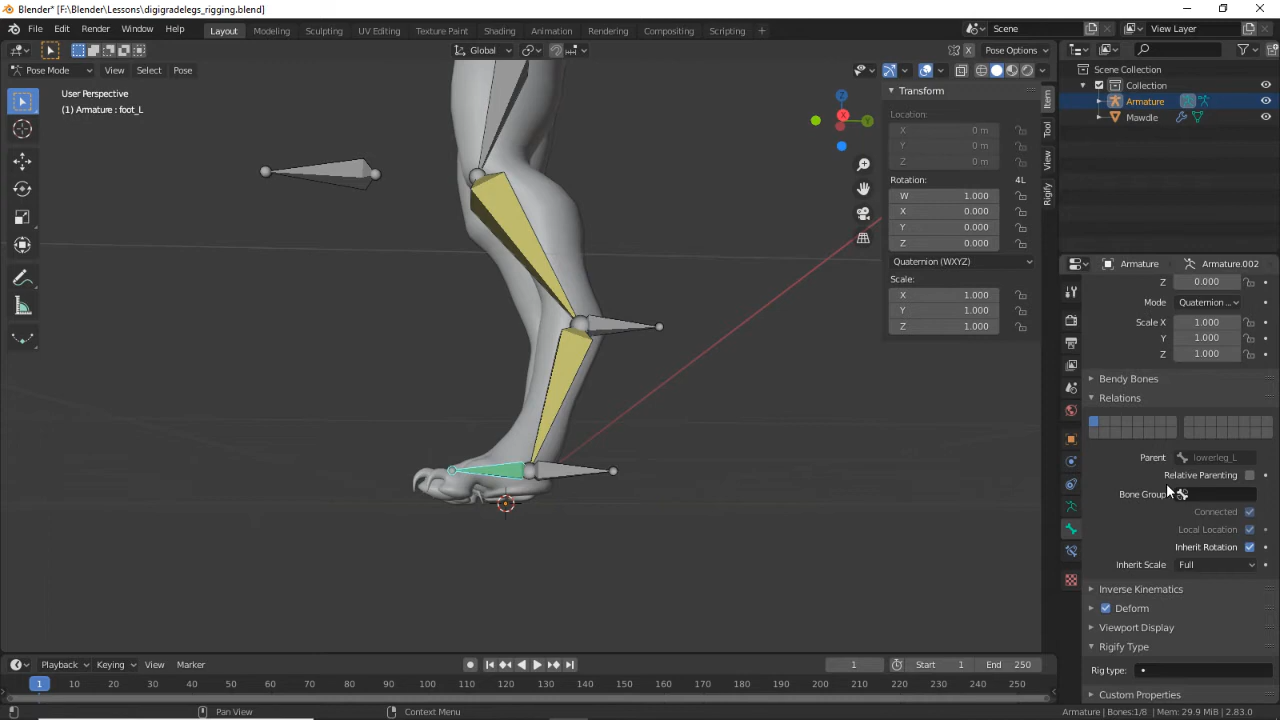 Blender* [F:\Blender\Lessons\digigradelegs_rigging.blend]
File Edit Render Window Help Layout Modeling Sculpting UV Editing Texture Paint Shading Animation Rendering Compositing Scripting + Scene View Layer
Global Pose Options
Pose Mode View Select Pose
User Perspective
(1) Armature : foot_L
Z
X
Y
Transform
Location:
X 0 m
Y 0 m
Z 0 m
Rotation: 4L
W 1.000
X 0.000
Y 0.000
Z 0.000
Quaternion (WXYZ)
Scale:
X 1.000
Y 1.000
Z 1.000
Item
Tool
View
Rigify
Scene Collection
Collection
Armature
Mawdle
Armature Armature.002
Z 0.000
Mode Quaternion ...
Scale X 1.000
Y 1.000
Z 1.000
Bendy Bones
Relations
Parent lowerleg_L
Relative Parenting
Bone Group
Connected
Local Location
Inherit Rotation
Inherit Scale Full
Inverse Kinematics
Deform
Viewport Display
Rigify Type
Rig type:
Custom Properties
Playback Keying View Marker 1 Start 1 End 250
1 10 20 30 40 50 60 70 80 90 100 110 120 130 140 150 160 170 180 190 200 210 220 230 240 250
Select Pan View Context Menu Armature | Bones:1/8 | Mem: 29.9 MiB | 2.83.0